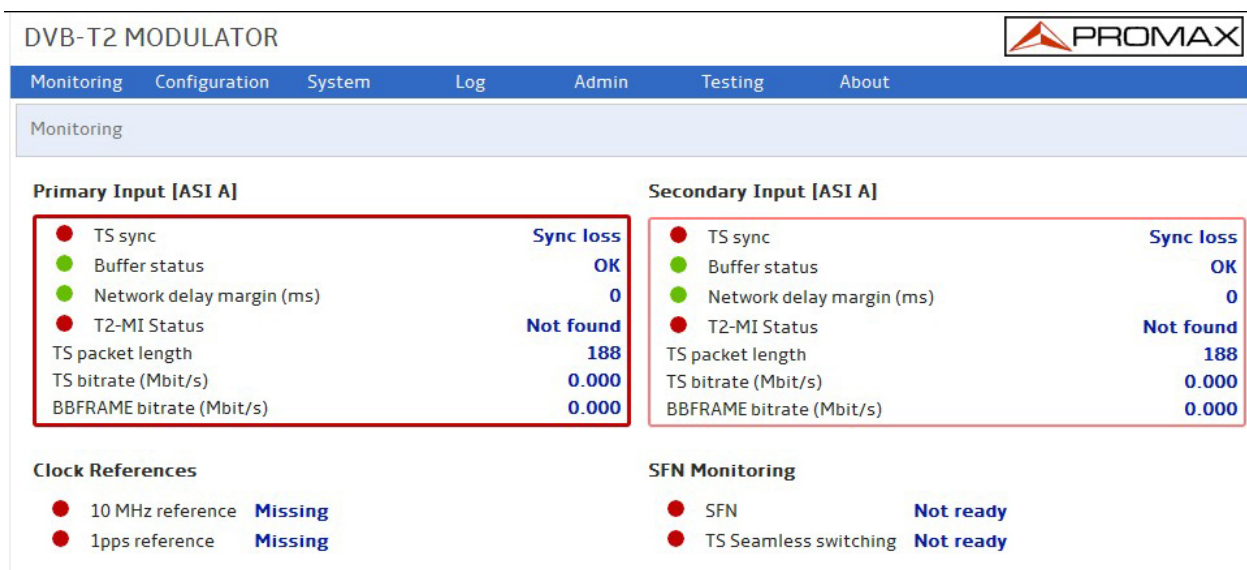 DVB-T2 MODULATOR
PROMAX
Monitoring Configuration System Log Admin Testing About
Monitoring
Primary Input [ASI A]
TS sync Sync loss
Buffer status OK
Network delay margin (ms) 0
T2-MI Status Not found
TS packet length 188
TS bitrate (Mbit/s) 0.000
BBFRAME bitrate (Mbit/s) 0.000
Secondary Input [ASI A]
TS sync Sync loss
Buffer status OK
Network delay margin (ms) 0
T2-MI Status Not found
TS packet length 188
TS bitrate (Mbit/s) 0.000
BBFRAME bitrate (Mbit/s) 0.000
Clock References
10 MHz reference Missing
1pps reference Missing
SFN Monitoring
SFN Not ready
TS Seamless switching Not ready